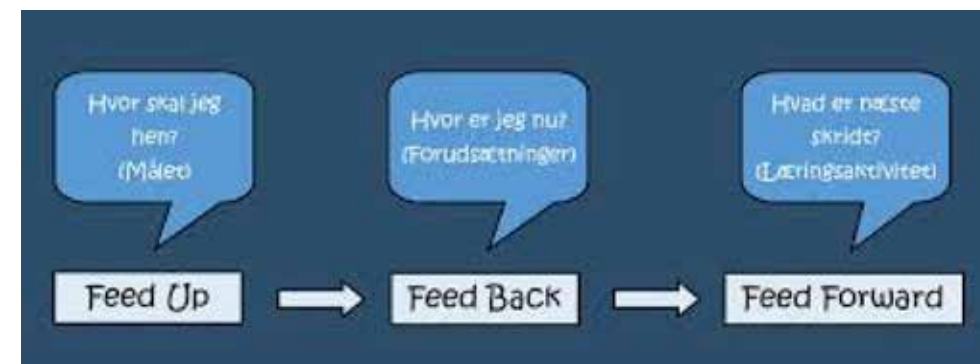 Hvor skal jeg
hen?
(Målet)
Hvor er jeg nu?
(Forudsætninger)
Hvad er næste
skridt?
(Læringsaktivitet)
Feed Up
Feed Back
Feed Forward